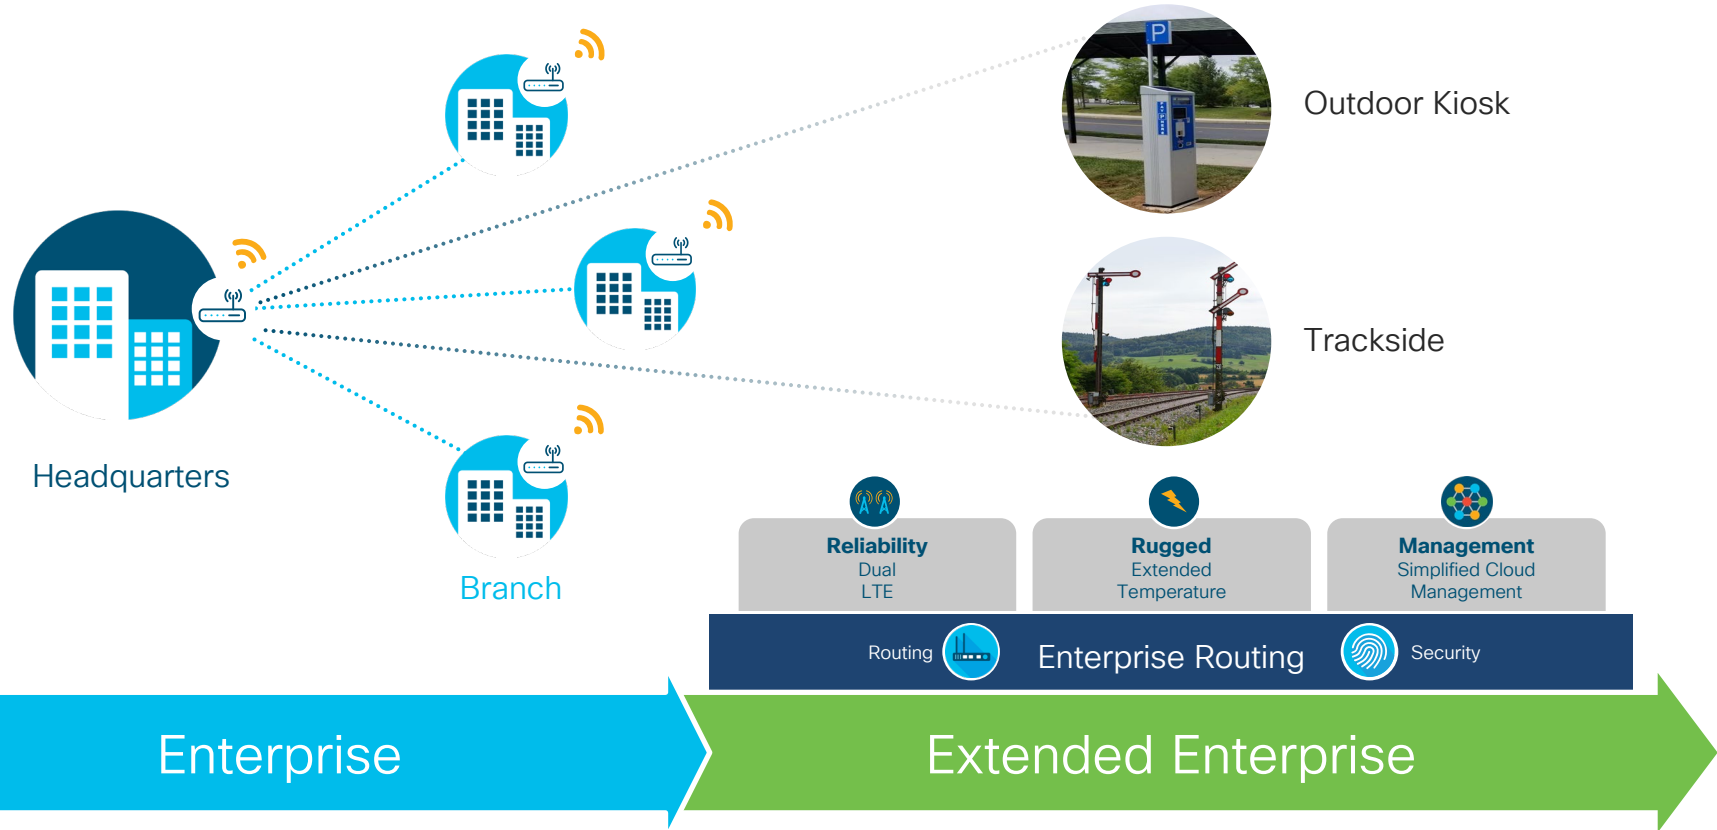 P
Outdoor Kiosk
Trackside
Headquarters
Branch
Reliability
Dual
LTE
Rugged
Extended
Temperature
Management
Simplified Cloud
Management
Routing
Enterprise Routing
Security
Enterprise
Extended Enterprise